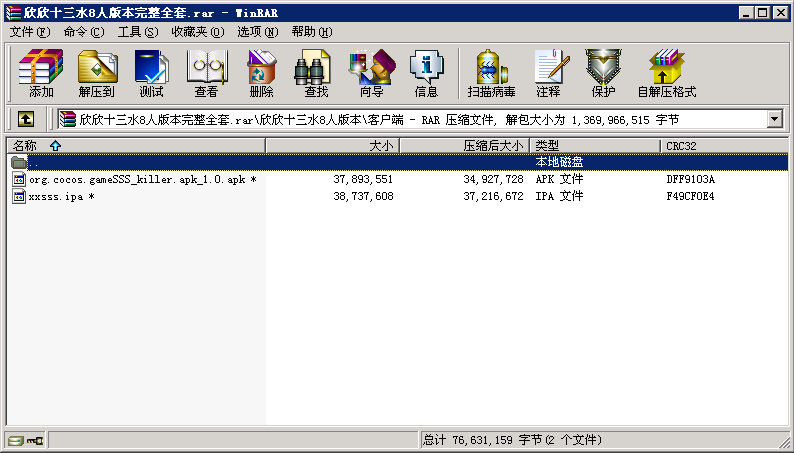 欣欣十三水8人版本完整全套.rar - WinRAR
文件(F) 命令(C) 工具(S) 收藏夹(O) 选项(N) 帮助(H)
添加 解压到 测试 查看 删除 查找 向导 信息 扫描病毒 注释 保护 自解压格式
欣欣十三水8人版本完整全套.rar\欣欣十三水8人版本\客户端 - RAR 压缩文件, 解包大小为 1,369,966,515 字节
名称 大小 压缩后大小 类型 CRC32
.. 本地磁盘
org.cocos.gameSSS_killer.apk_1.0.apk * 37,893,551 34,927,728 APK 文件 DFF9103A
xxsss.ipa * 38,737,608 37,216,672 IPA 文件 F49CF0E4
总计 76,631,159 字节(2 个文件)